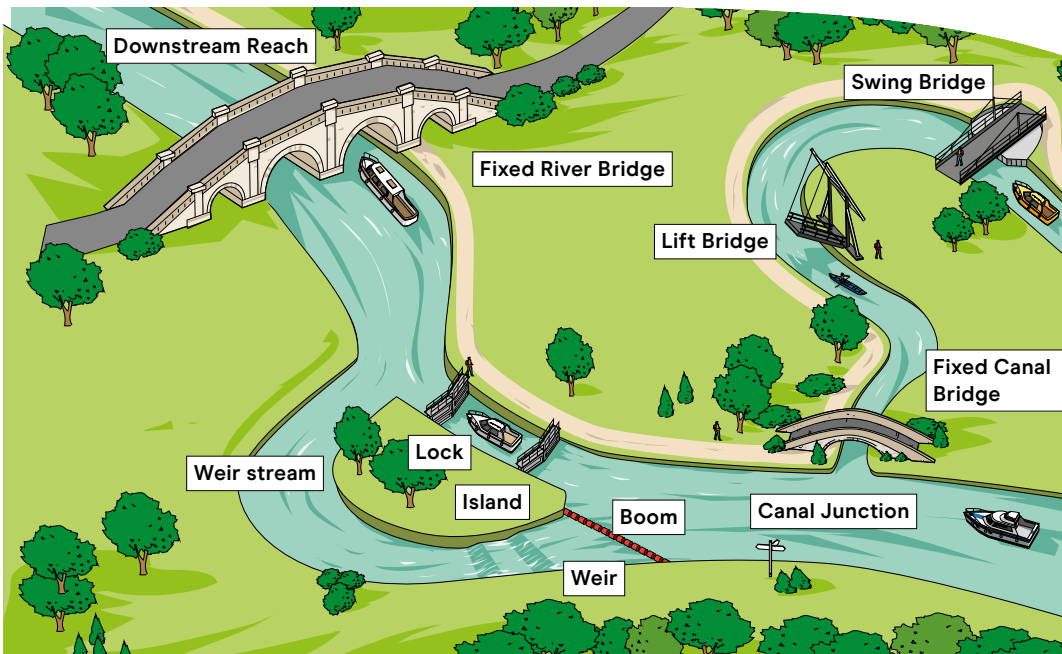 Downstream Reach
Swing Bridge
Fixed River Bridge
Lift Bridge
Fixed Canal
Bridge
Lock
Weir stream
Island
Boom
Canal Junction
Weir